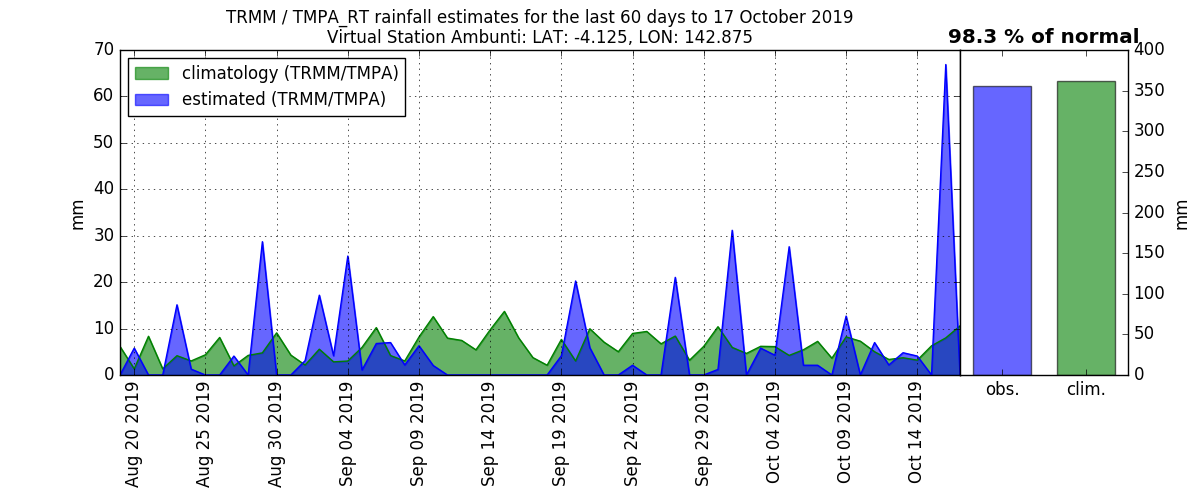 TRMM / TMPA_RT rainfall estimates for the last 60 days to 17 October 2019
Virtual Station Ambunti: LAT: -4.125, LON: 142.875
98.3 % of normal
climatology (TRMM/TMPA)
estimated (TRMM/TMPA)
70
60
50
40
30
20
10
0
mm
400
350
300
250
200
150
100
50
0
mm
Aug 20 2019
Aug 25 2019
Aug 30 2019
Sep 04 2019
Sep 09 2019
Sep 14 2019
Sep 19 2019
Sep 24 2019
Sep 29 2019
Oct 04 2019
Oct 09 2019
Oct 14 2019
obs.
clim.